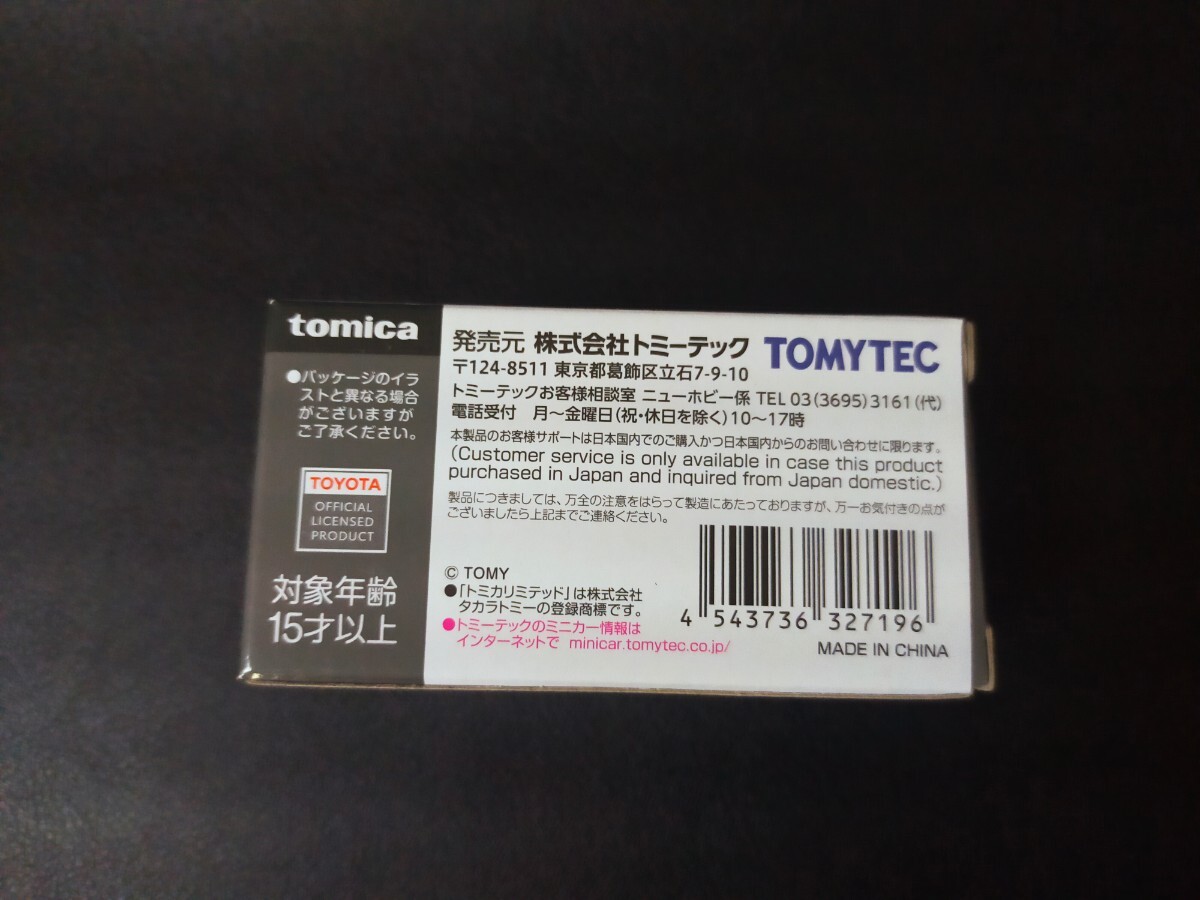 tomica
●パッケージのイラ
ストと異なる場合
がございますが
ご了承ください。
TOYOTA
OFFICIAL
LICENSED
PRODUCT
対象年齢
15才以上
発売元 株式会社トミーテック TOMYTEC
〒124-8511 東京都葛飾区立石7-9-10
トミーテックお客様相談室 ニューホビー係 TEL 03(3695)3161(代)
電話受付 月〜金曜日(祝・休日を除く)10〜17時
本製品のお客様サポートは日本国内でのご購入かつ日本国内からのお問い合わせに限ります。
(Customer service is only available in case this product
purchased in Japan and inquired from Japan domestic.)
製品につきましては、万全の注意をはらって製造にあたっておりますが、万一お気付きの点が
ございましたら上記までご連絡ください。
© TOMY
●「トミカリミテッド」は株式会社
タカラトミーの登録商標です。
●トミーテックのミニカー情報は
インターネットで minicar.tomytec.co.jp/
4 543736 327196
MADE IN CHINA